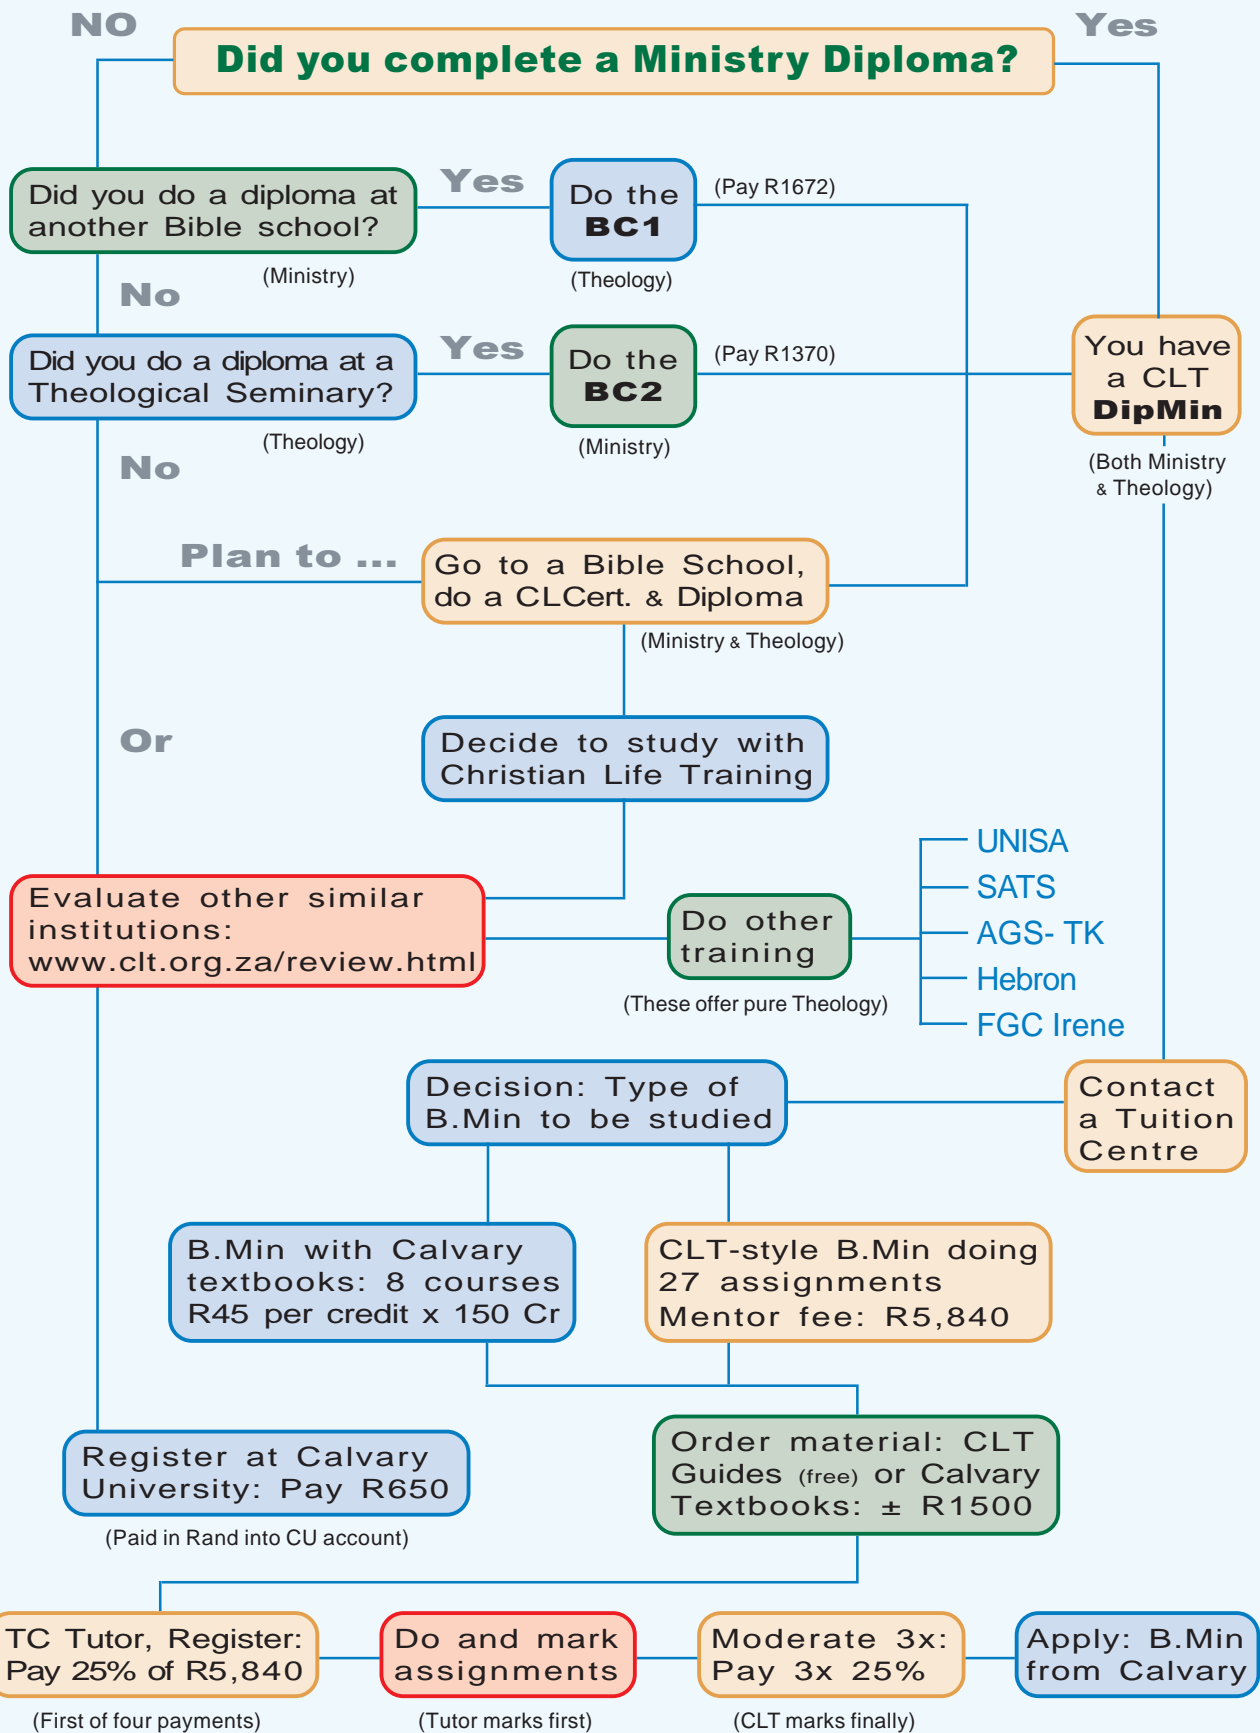 NO
Yes
Did you complete a Ministry Diploma?
Did you do a diploma at
another Bible school?
(Ministry)
Yes
Do the
BC1
(Theology)
(Pay R1672)
No
Did you do a diploma at a
Theological Seminary?
(Theology)
Yes
Do the
BC2
(Ministry)
(Pay R1370)
You have
a CLT
DipMin
(Both Ministry
& Theology)
No
Plan to ...
Go to a Bible School,
do a CLCert. & Diploma
(Ministry & Theology)
Or
Decide to study with
Christian Life Training
Evaluate other similar
institutions:
www.clt.org.za/review.html
Do other
training
(These offer pure Theology)
UNISA
SATS
AGS- TK
Hebron
FGC Irene
Decision: Type of
B.Min to be studied
Contact
a Tuition
Centre
B.Min with Calvary
textbooks: 8 courses
R45 per credit x 150 Cr
CLT-style B.Min doing
27 assignments
Mentor fee: R5,840
Register at Calvary
University: Pay R650
(Paid in Rand into CU account)
Order material: CLT
Guides (free) or Calvary
Textbooks: ± R1500
TC Tutor, Register:
Pay 25% of R5,840
(First of four payments)
Do and mark
assignments
(Tutor marks first)
Moderate 3x:
Pay 3x 25%
(CLT marks finally)
Apply: B.Min
from Calvary